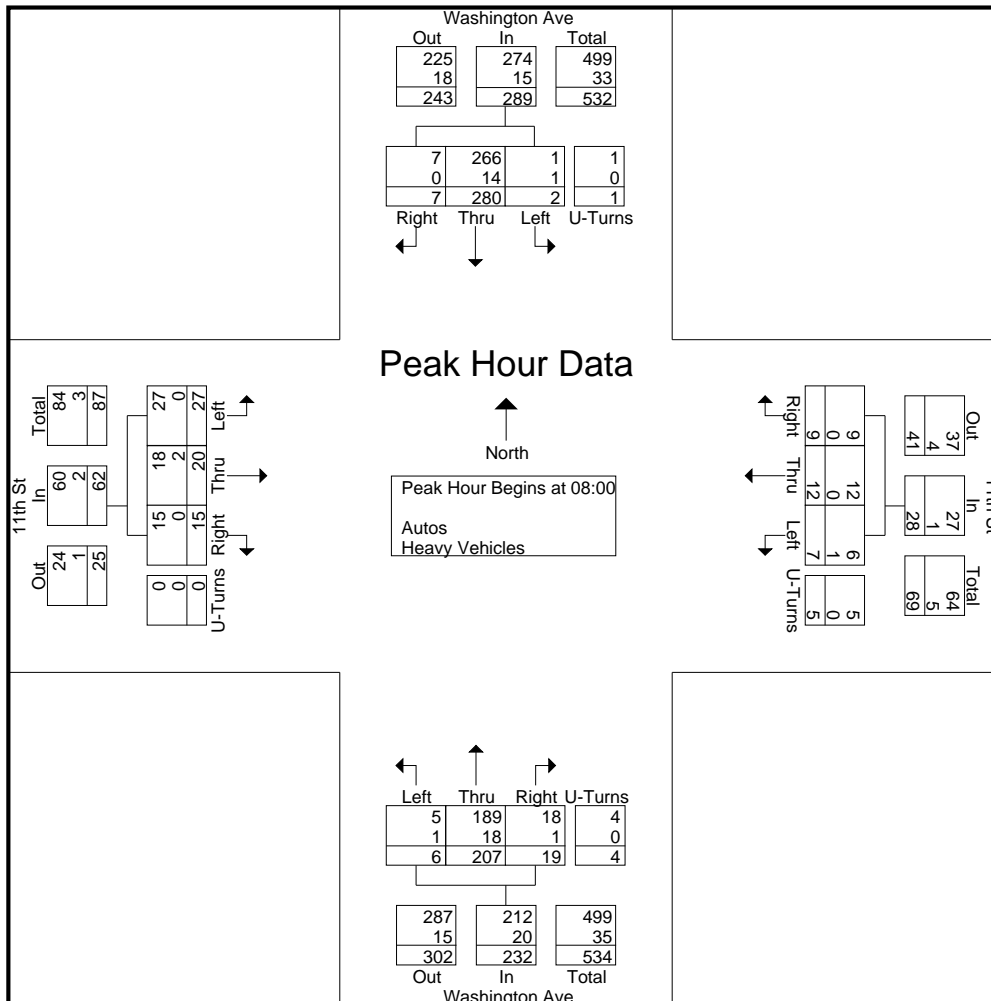 Washington Ave
Out In Total
225 274 499
18 15 33
243 289 532
7 266 1 1
0 14 1 0
7 280 2 1
Right Thru Left U-Turns
Peak Hour Data
North
Peak Hour Begins at 08:00
Autos
Heavy Vehicles
11th St
Total In Out
84 60 24
3 2 1
87 62 25
27 18 15 0
0 2 0 0
27 20 15 0
Left Thru Right U-Turns
Right Thru Left U-Turns
9 12 6 5
0 0 1 0
9 12 7 5
Out In Total
37 27 64
4 1 5
41 28 69
Left Thru Right U-Turns
5 189 18 4
1 18 1 0
6 207 19 4
287 212 499
15 20 35
302 232 534
Out In Total
Washington Ave